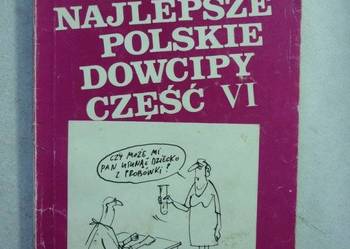 NAJLEPSZE
POLSKIE
DOWCIPY
CZĘŚĆ VI
CZY MOŻE MI
PAN USUNĄĆ DZIECKO
Z PROBÓWKI?